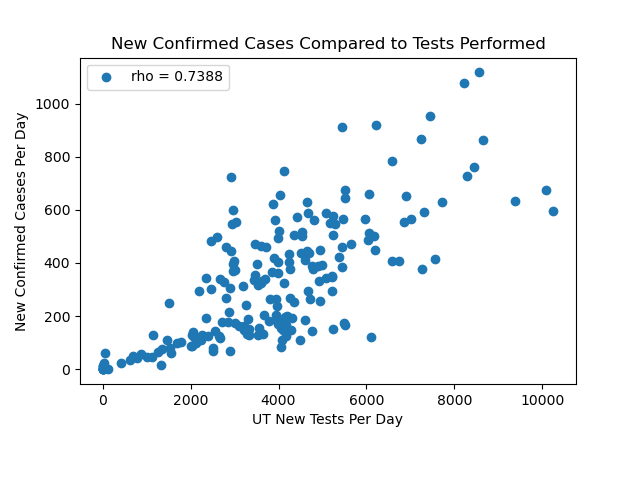 New Confirmed Cases Compared to Tests Performed
rho = 0.7388
New Confirmed Caeses Per Day
1000
800
600
400
200
0
0 2000 4000 6000 8000 10000
UT New Tests Per Day